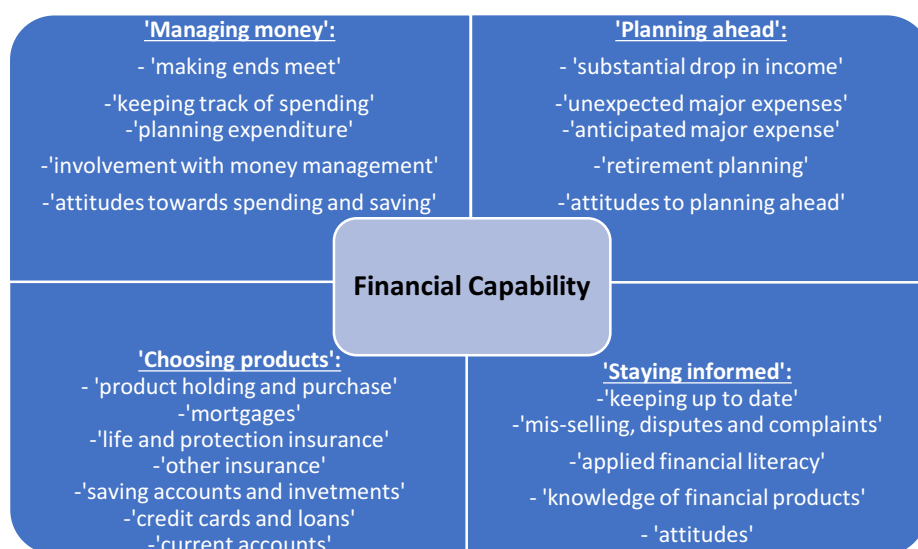 'Managing money':
- 'making ends meet'
-'keeping track of spending'
-'planning expenditure'
-'involvement with money management'
-'attitudes towards spending and saving'
'Planning ahead':
- 'substantial drop in income'
-'unexpected major expenses'
-'anticipated major expense'
-'retirement planning'
-'attitudes to planning ahead'
Financial Capability
'Choosing products':
- 'product holding and purchase'
-'mortgages'
-'life and protection insurance'
-'other insurance'
-'saving accounts and invetments'
-'credit cards and loans'
-'current accounts'
'Staying informed':
-'keeping up to date'
-'mis-selling, disputes and complaints'
-'applied financial literacy'
- 'knowledge of financial products'
- 'attitudes'